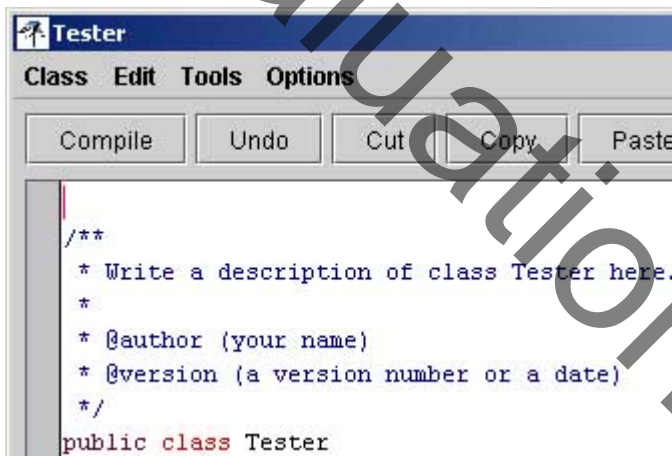 Tester
Class Edit Tools Options
Compile Undo Cut Copy Paste
/**
* Write a description of class Tester here.
*
* @author (your name)
* @version (a version number or a date)
*/
public class Tester